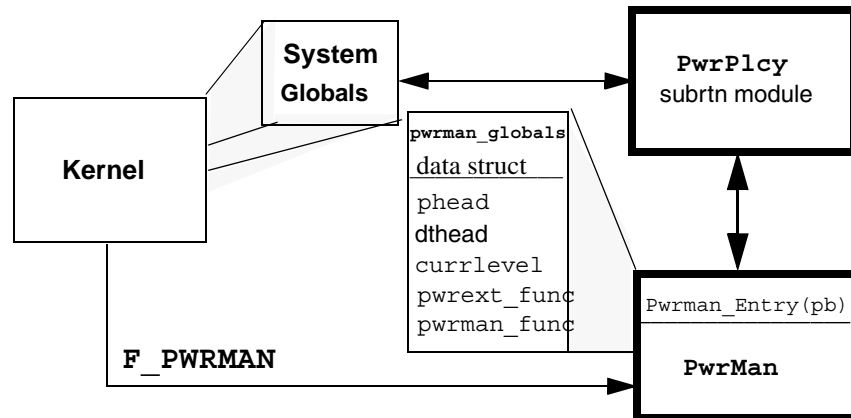 System
Globals
PwrPlcy
subrtn module
Kernel
pwrman_globals
data struct
phead
dthead
currlevel
pwrext_func
pwrman_func
Pwrman_Entry(pb)
PwrMan
F_PWRMAN